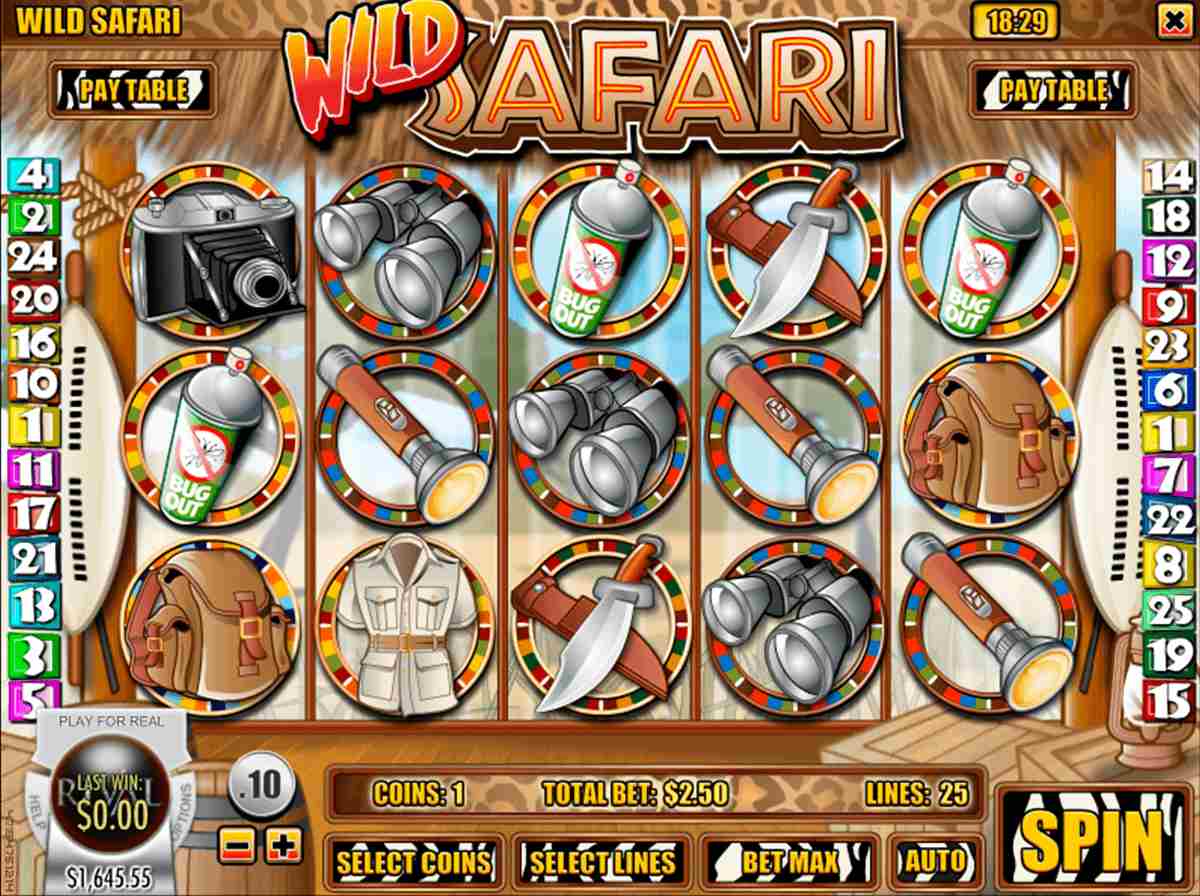 WILD SAFARI
WILD
SAFARI
18:29
PAY TABLE
PAY TABLE
4
2
24
20
16
10
1
11
17
21
13
3
5
14
18
12
9
23
6
1
7
22
8
25
19
15
BUG
OUT
BUG
OUT
BUG
OUT
PLAY FOR REAL
HELP
OPTIONS
RIVAL
LAST WIN:
$0.00
$1,645.55
.10
COINS: 1
TOTAL BET: $2.50
LINES: 25
SELECT COINS
SELECT LINES
BET MAX
AUTO
SPIN